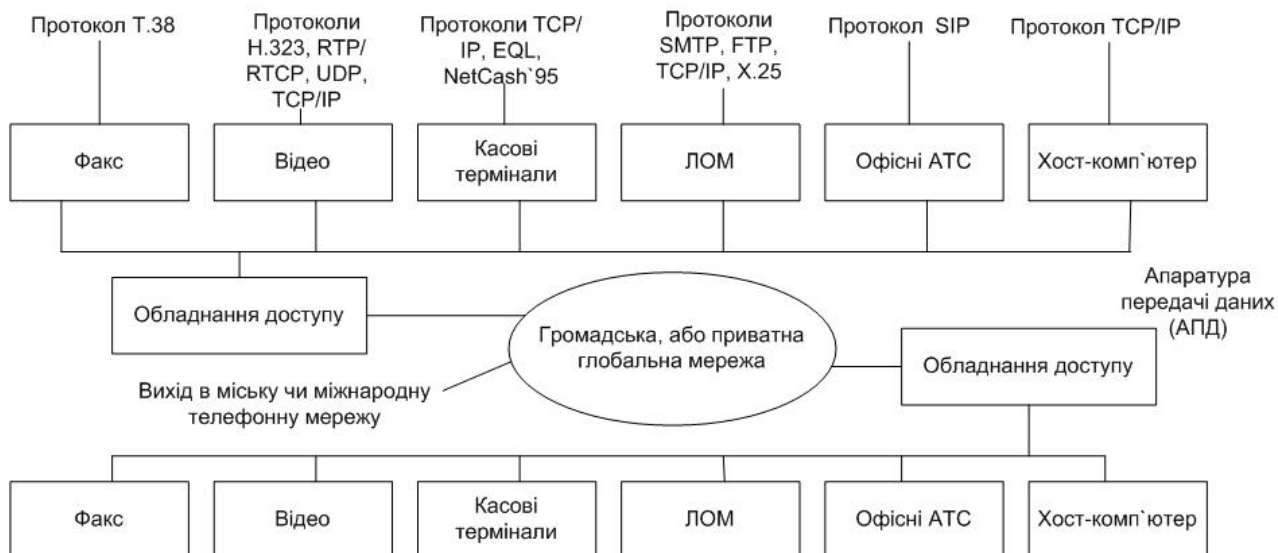 Протокол Т.38
Протоколи
Н.323, RTP/
RTCP, UDP,
TCP/IP
Протоколи TCP/
IP, EQL,
NetCash`95
Протоколи
SMTP, FTP,
TCP/IP, X.25
Протокол SIP
Протокол TCP/IP
Факс
Відео
Касові
термінали
ЛОМ
Офісні АТС
Хост-комп`ютер
Обладнання доступу
Громадська, або приватна
глобальна мережа
Апаратура
передачі даних
(АПД)
Обладнання доступу
Вихід в міську чи міжнародну
телефонну мережу
Факс
Відео
Касові
термінали
ЛОМ
Офісні АТС
Хост-комп`ютер